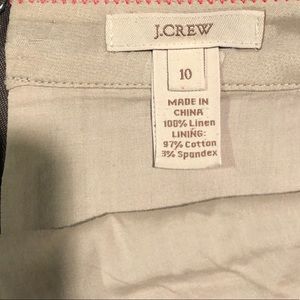 J.CREW
10
MADE IN
CHINA
100% Linen
LINING:
97% Cotton
3% Spandex